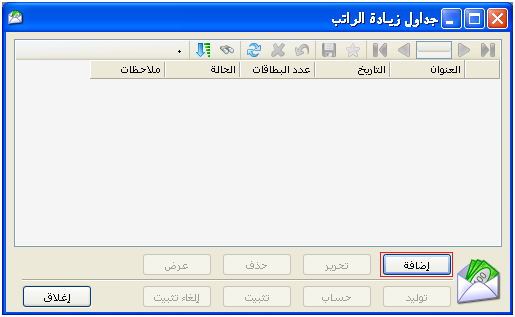 جداول زيادة الراتب
العنوان التاريخ عدد البطاقات الحالة ملاحظات
إضافة تحرير حذف عرض
توليد حساب تثبيت إلغاء تثبيت إغلاق